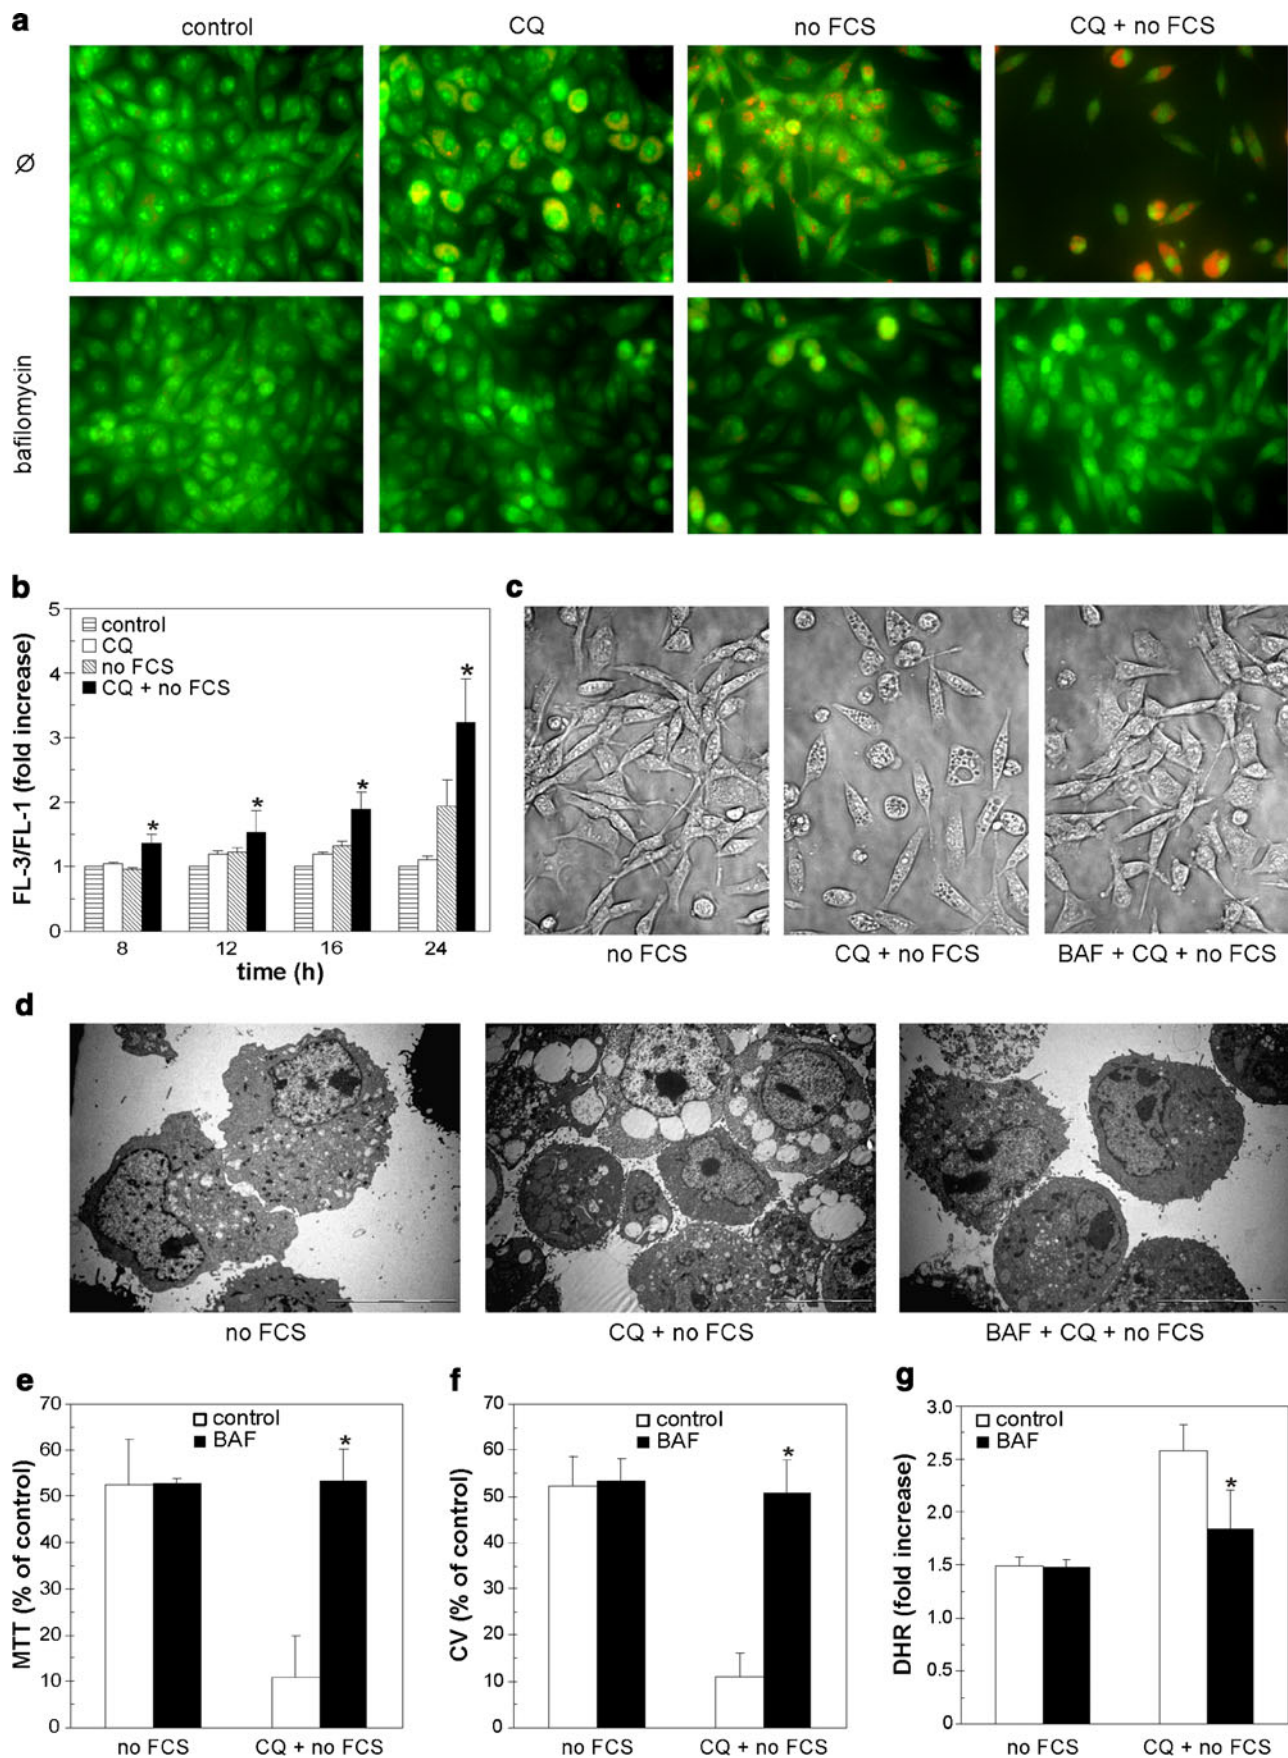 a
control
CQ
no FCS
CQ + no FCS
Ø
bafilomycin
b
FL-3/FL-1 (fold increase)
5
4
3
2
1
0
control
CQ
no FCS
CQ + no FCS
*
*
*
*
8
12
16
24
time (h)
c
no FCS
CQ + no FCS
BAF + CQ + no FCS
d
no FCS
CQ + no FCS
BAF + CQ + no FCS
e
MTT (% of control)
70
60
50
40
30
20
10
0
control
BAF
*
no FCS
CQ + no FCS
f
CV (% of control)
70
60
50
40
30
20
10
0
control
BAF
*
no FCS
CQ + no FCS
g
DHR (fold increase)
3.0
2.5
2.0
1.5
1.0
0.5
0
control
BAF
*
no FCS
CQ + no FCS